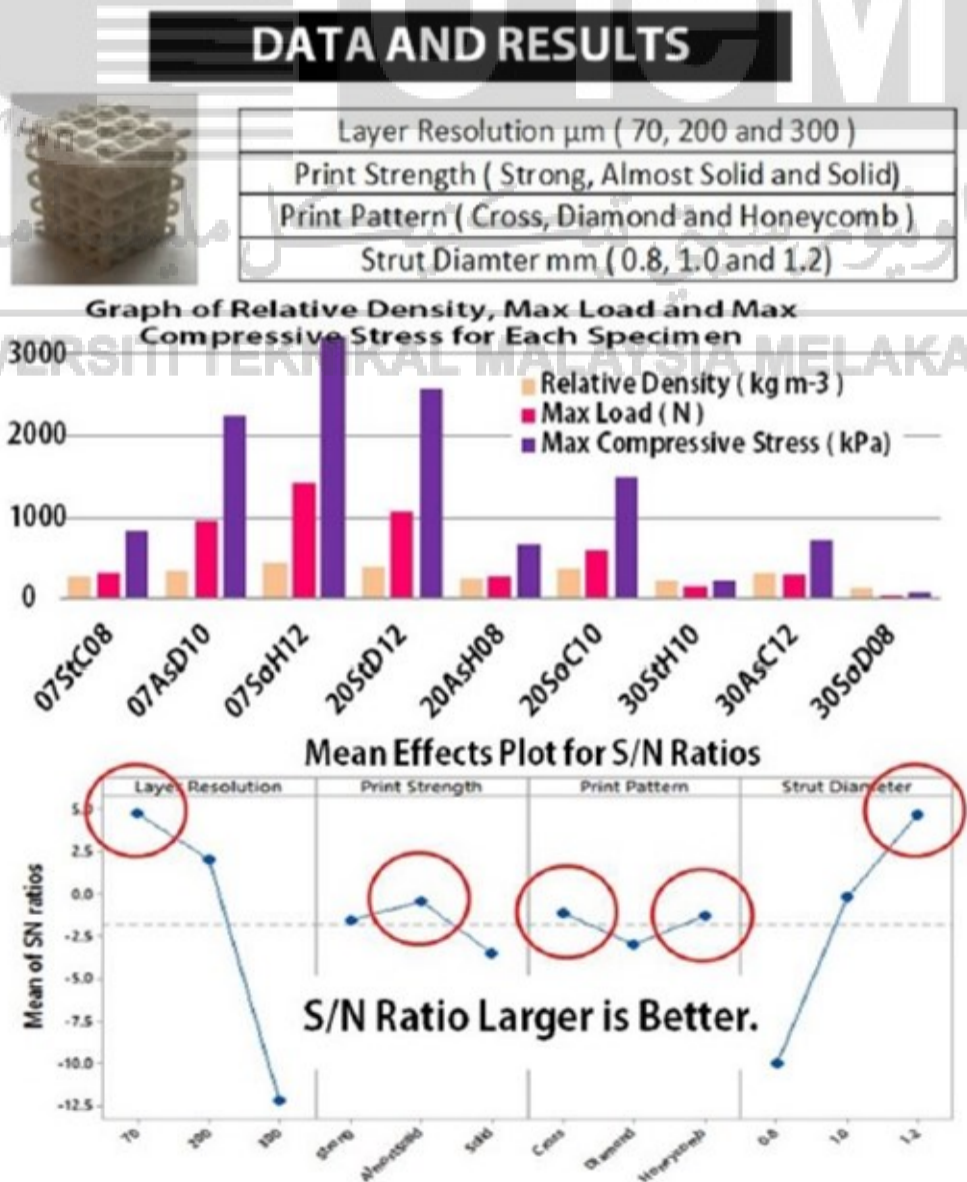 DATA AND RESULTS
Layer Resolution µm ( 70, 200 and 300 )
Print Strength ( Strong, Almost Solid and Solid)
Print Pattern ( Cross, Diamond and Honeycomb )
Strut Diamter mm ( 0.8, 1.0 and 1.2)
Graph of Relative Density, Max Load and Max
Compressive Stress for Each Specimen
UNIVERSITI TEKNIKAL MALAYSIA MELAKA
3000
2000
1000
0
Relative Density ( kg m-3 )
Max Load ( N )
Max Compressive Stress ( kPa)
07StC08
07AsD10
07SoH12
20StD12
20AsH08
20SoC10
30StH10
30AsC12
30SoD08
Mean Effects Plot for S/N Ratios
Layer Resolution
Print Strength
Print Pattern
Strut Diameter
Mean of SN ratios
5.0
2.5
0.0
-2.5
-5.0
-7.5
-10.0
-12.5
S/N Ratio Larger is Better.
70
200
300
Strong
AlmostSolid
Solid
Cross
Diamond
Honeycomb
0.8
1.0
1.2